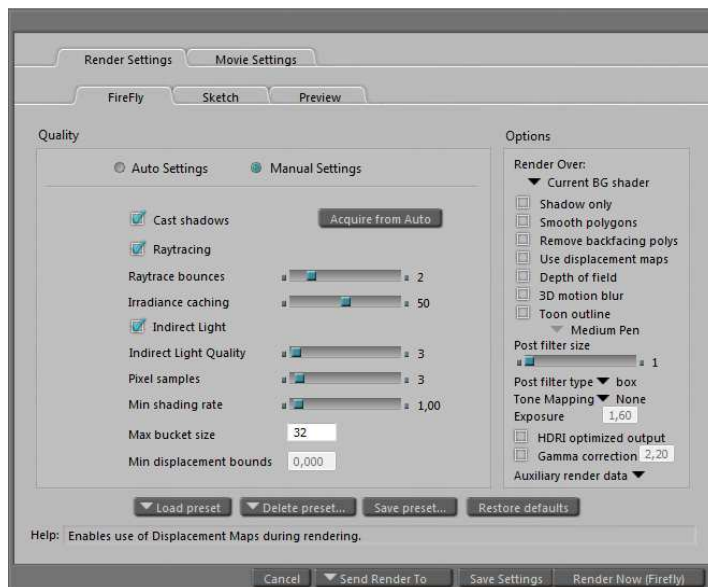 Render Settings
Movie Settings
FireFly
Sketch
Preview
Quality
Auto Settings
Manual Settings
Cast shadows
Acquire from Auto
Raytracing
Raytrace bounces
2
Irradiance caching
50
Indirect Light
Indirect Light Quality
3
Pixel samples
3
Min shading rate
1,00
Max bucket size
32
Min displacement bounds
0,000
Options
Render Over:
Current BG shader
Shadow only
Smooth polygons
Remove backfacing polys
Use displacement maps
Depth of field
3D motion blur
Toon outline
Medium Pen
Post filter size
1
Post filter type
box
Tone Mapping
None
Exposure
1,60
HDRI optimized output
Gamma correction
2,20
Auxiliary render data
Load preset
Delete preset...
Save preset...
Restore defaults
Help: Enables use of Displacement Maps during rendering.
Cancel
Send Render To
Save Settings
Render Now (Firefly)